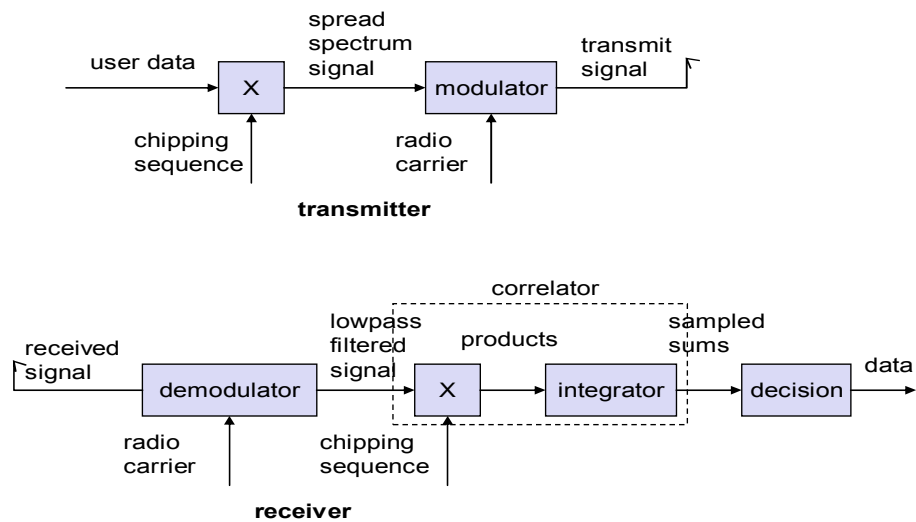 user data
X
chipping
sequence
spread
spectrum
signal
modulator
radio
carrier
transmit
signal
transmitter
received
signal
demodulator
radio
carrier
lowpass
filtered
signal
correlator
X
chipping
sequence
products
integrator
sampled
sums
decision
data
receiver